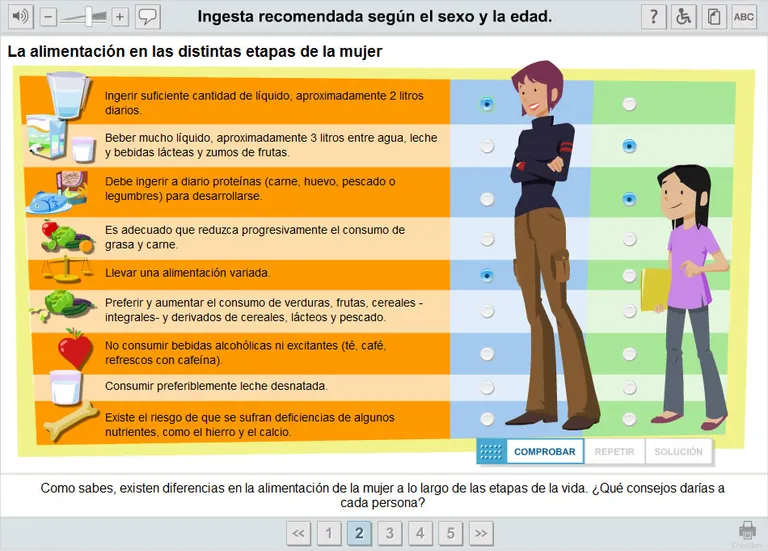 Ingesta recomendada según el sexo y la edad.
ABC
La alimentación en las distintas etapas de la mujer
Ingerir suficiente cantidad de líquido, aproximadamente 2 litros
diarios.
Beber mucho líquido, aproximadamente 3 litros entre agua, leche
y bebidas lácteas y zumos de frutas.
Debe ingerir a diario proteínas (carne, huevo, pescado o
legumbres) para desarrollarse.
Es adecuado que reduzca progresivamente el consumo de
grasa y carne.
Llevar una alimentación variada.
Preferir y aumentar el consumo de verduras, frutas, cereales -
integrales- y derivados de cereales, lácteos y pescado.
No consumir bebidas alcohólicas ni excitantes (té, café,
refrescos con cafeína).
Consumir preferiblemente leche desnatada.
Existe el riesgo de que se sufran deficiencias de algunos
nutrientes, como el hierro y el calcio.
COMPROBAR REPETIR SOLUCIÓN
Como sabes, existen diferencias en la alimentación de la mujer a lo largo de las etapas de la vida. ¿Qué consejos darías a
cada persona?
<< 1 2 3 4 5 >>